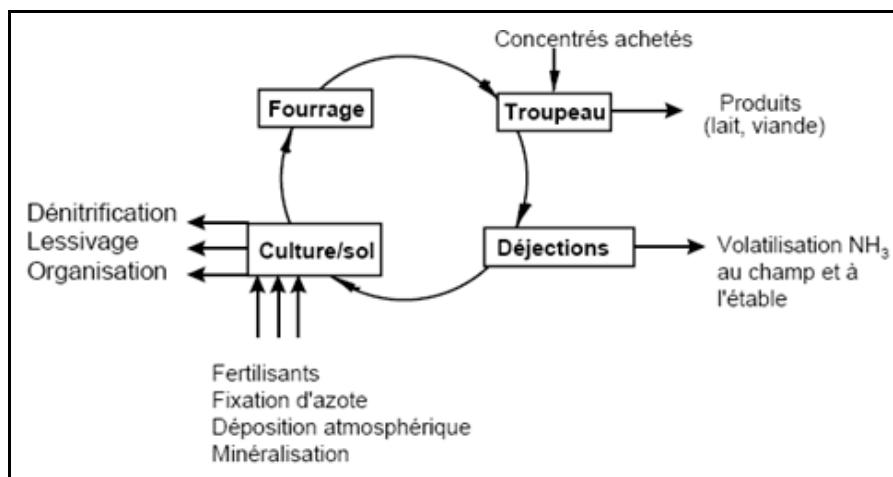 Concentrés achetés
Fourrage
Troupeau
Produits
(lait, viande)
Dénitrification
Lessivage
Organisation
Culture/sol
Déjections
Volatilisation NH₃
au champ et à
l'étable
Fertilisants
Fixation d'azote
Déposition atmosphérique
Minéralisation